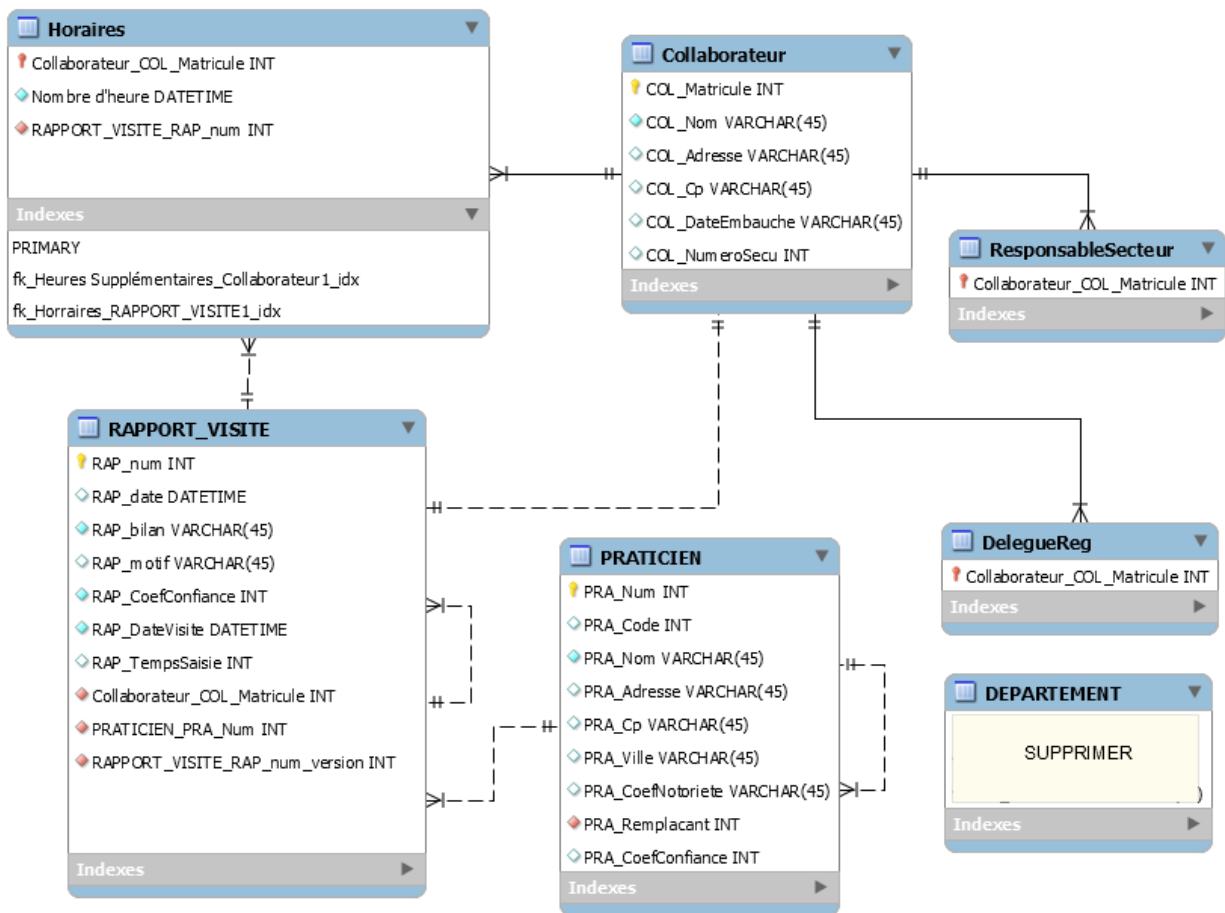 Horaires
Collaborateur_COL_Matricule INT
Nombre d'heure DATETIME
RAPPORT_VISITE_RAP_num INT
Indexes
PRIMARY
fk_Heures Supplémentaires_Collaborateur1_idx
fk_Horraires_RAPPORT_VISITE1_idx
Collaborateur
COL_Matricule INT
COL_Nom VARCHAR(45)
COL_Adresse VARCHAR(45)
COL_Cp VARCHAR(45)
COL_DateEmbauche VARCHAR(45)
COL_NumeroSecu INT
Indexes
ResponsableSecteur
Collaborateur_COL_Matricule INT
Indexes
RAPPORT_VISITE
RAP_num INT
RAP_date DATETIME
RAP_bilan VARCHAR(45)
RAP_motif VARCHAR(45)
RAP_CoefConfiance INT
RAP_DateVisite DATETIME
RAP_TempsSaisie INT
Collaborateur_COL_Matricule INT
PRATICIEN_PRA_Num INT
RAPPORT_VISITE_RAP_num_version INT
Indexes
PRATICIEN
PRA_Num INT
PRA_Code INT
PRA_Nom VARCHAR(45)
PRA_Adresse VARCHAR(45)
PRA_Cp VARCHAR(45)
PRA_Ville VARCHAR(45)
PRA_CoefNotoriete VARCHAR(45)
PRA_Remplacant INT
PRA_CoefConfiance INT
Indexes
DelegueReg
Collaborateur_COL_Matricule INT
Indexes
DEPARTEMENT
SUPPRIMER
Indexes